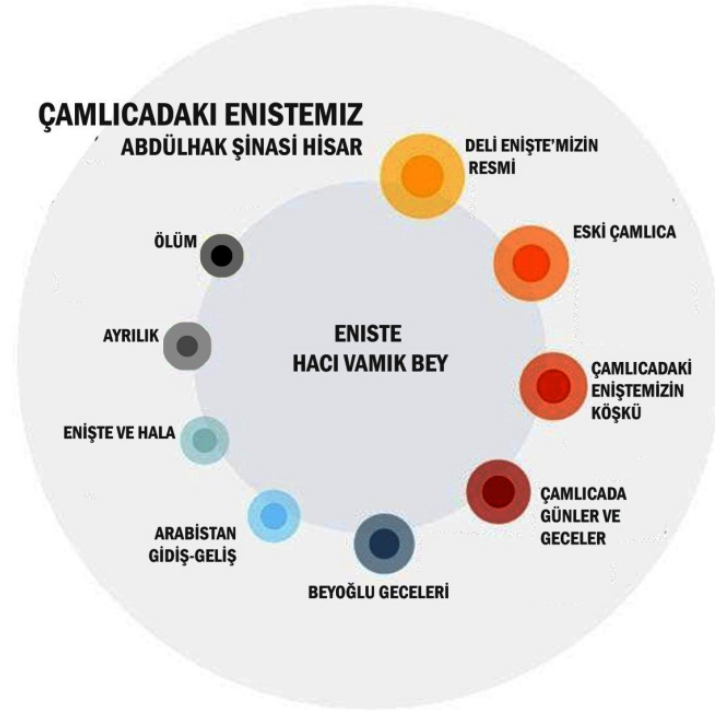 ÇAMLICADAKI ENISTEMIZ
ABDÜLHAK ŞİNASİ HİSAR
DELİ ENİŞTE’MİZİN
RESMİ
ESKİ ÇAMLICA
ÇAMLICADAKİ
ENİŞTEMİZİN
KÖŞKÜ
ÇAMLICADA
GÜNLER VE
GECELER
BEYOĞLU GECELERİ
ARABİSTAN
GİDİŞ-GELİŞ
ENİŞTE VE HALA
AYRILIK
ÖLÜM
ENISTE
HACI VAMIK BEY